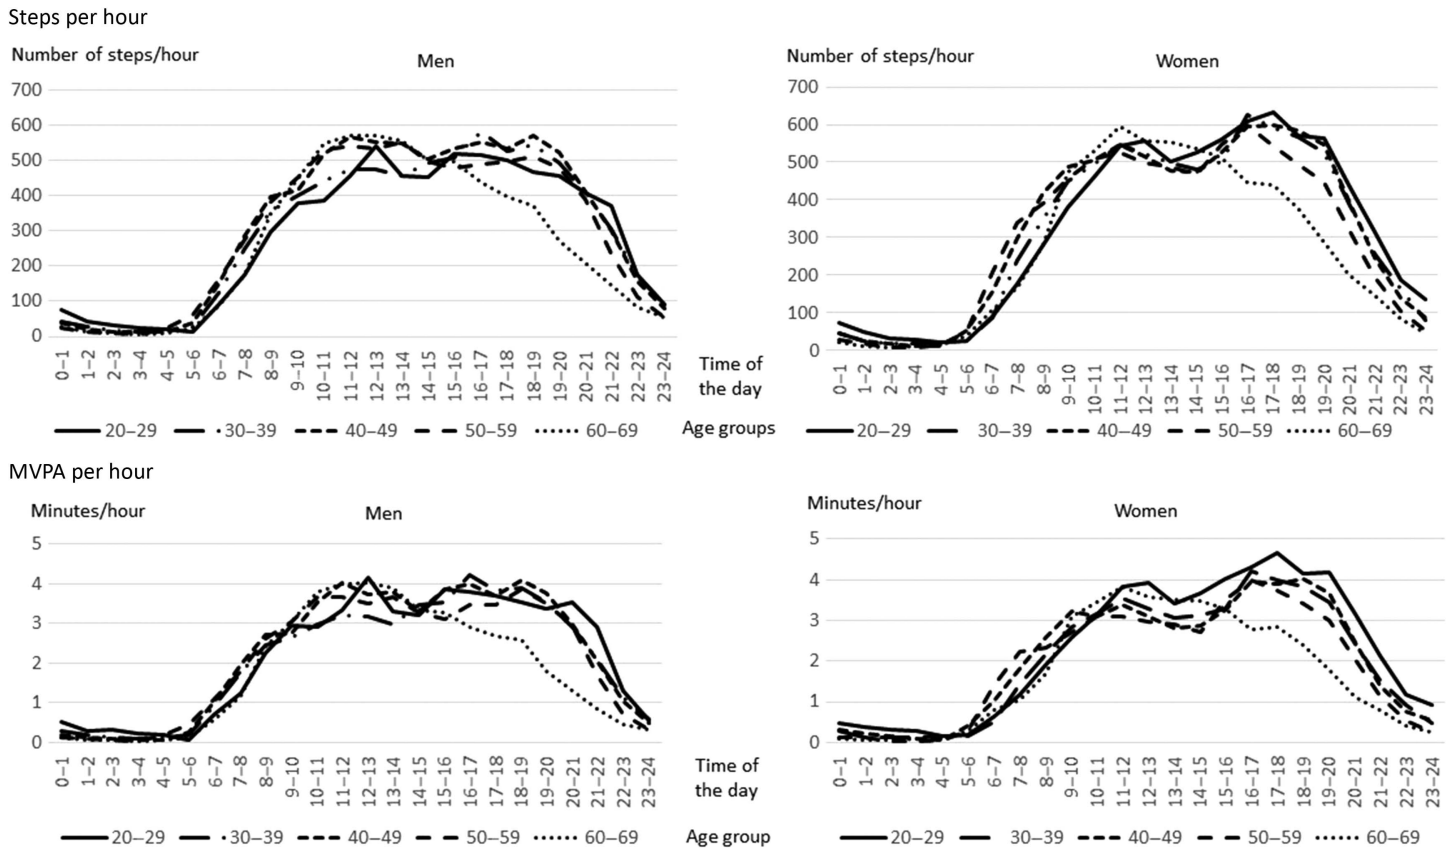 Steps per hour
Number of steps/hour
Men
700
600
500
400
300
200
100
0
0–1 1–2 2–3 3–4 4–5 5–6 6–7 7–8 8–9 9–10 10–11 11–12 12–13 13–14 14–15 15–16 16–17 17–18 18–19 19–20 20–21 21–22 22–23 23–24
Time of
the day
20–29 30–39 40–49 50–59 60–69
Age groups
Number of steps/hour
Women
700
600
500
400
300
200
100
0
0–1 1–2 2–3 3–4 4–5 5–6 6–7 7–8 8–9 9–10 10–11 11–12 12–13 13–14 14–15 15–16 16–17 17–18 18–19 19–20 20–21 21–22 22–23 23–24
20–29 30–39 40–49 50–59 60–69
MVPA per hour
Minutes/hour
Men
5
4
3
2
1
0
0–1 1–2 2–3 3–4 4–5 5–6 6–7 7–8 8–9 9–10 10–11 11–12 12–13 13–14 14–15 15–16 16–17 17–18 18–19 19–20 20–21 21–22 22–23 23–24
Time of
the day
20–29 30–39 40–49 50–59 60–69
Age group
Minutes/hour
Women
5
4
3
2
1
0
0–1 1–2 2–3 3–4 4–5 5–6 6–7 7–8 8–9 9–10 10–11 11–12 12–13 13–14 14–15 15–16 16–17 17–18 18–19 19–20 20–21 21–22 22–23 23–24
20–29 30–39 40–49 50–59 60–69